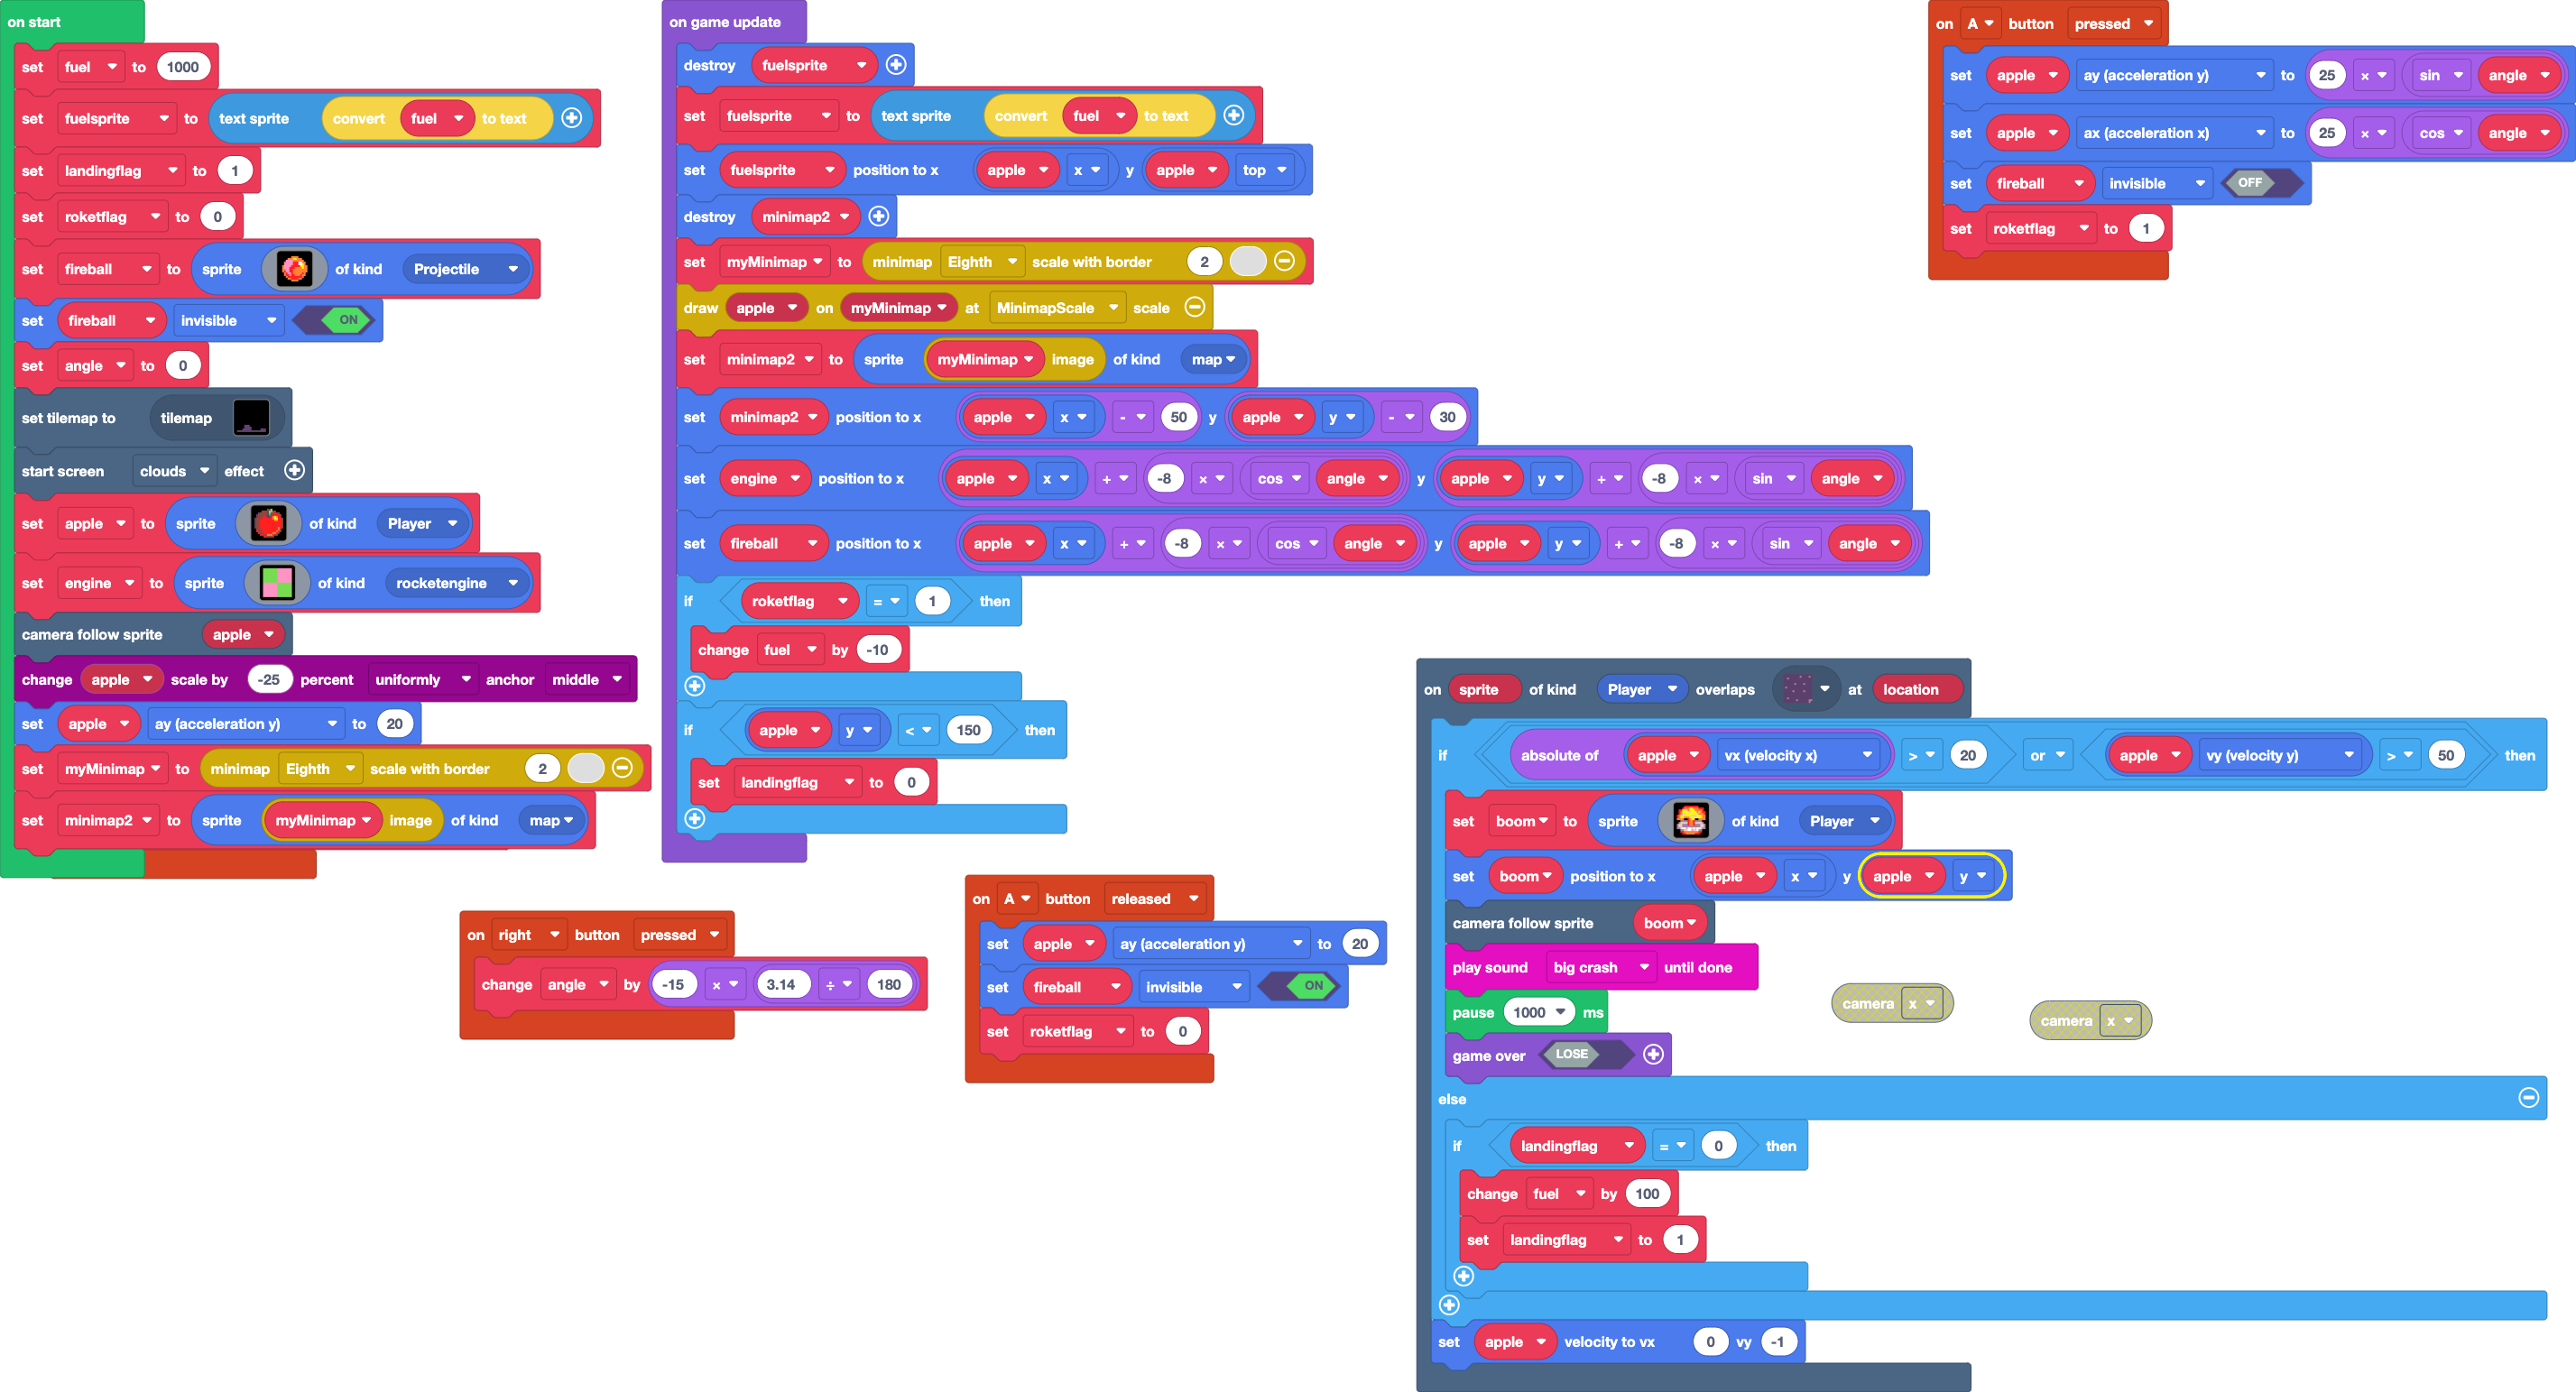 on start
set fuel to 1000
set fuelsprite to text sprite convert fuel to text
set landingflag to 1
set roketflag to 0
set fireball to sprite of kind Projectile
set fireball invisible ON
set angle to 0
set tilemap to tilemap
start screen clouds effect
set apple to sprite of kind Player
set engine to sprite of kind rocketengine
camera follow sprite apple
change apple scale by -25 percent uniformly anchor middle
set apple ay (acceleration y) to 20
set myMinimap to minimap Eighth scale with border 2
set minimap2 to sprite myMinimap image of kind map
on game update
destroy fuelsprite
set fuelsprite to text sprite convert fuel to text
set fuelsprite position to x apple x y apple top
destroy minimap2
set myMinimap to minimap Eighth scale with border 2
draw apple on myMinimap at MinimapScale scale
set minimap2 to sprite myMinimap image of kind map
set minimap2 position to x apple x - 50 y apple y - 30
set engine position to x apple x + -8 × cos angle y apple y + -8 × sin angle
set fireball position to x apple x + -8 × cos angle y apple y + -8 × sin angle
if roketflag = 1 then
change fuel by -10
if apple y < 150 then
set landingflag to 0
on A button pressed
set apple ay (acceleration y) to 25 × sin angle
set apple ax (acceleration x) to 25 × cos angle
set fireball invisible OFF
set roketflag to 1
on right button pressed
change angle by -15 × 3.14 ÷ 180
on A button released
set apple ay (acceleration y) to 20
set fireball invisible ON
set roketflag to 0
on sprite of kind Player overlaps at location
if absolute of apple vx (velocity x) > 20 or apple vy (velocity y) > 50 then
set boom to sprite of kind Player
set boom position to x apple x y apple y
camera follow sprite boom
play sound big crash until done
pause 1000 ms
game over LOSE
else
if landingflag = 0 then
change fuel by 100
set landingflag to 1
set apple velocity to vx 0 vy -1
camera x
camera x